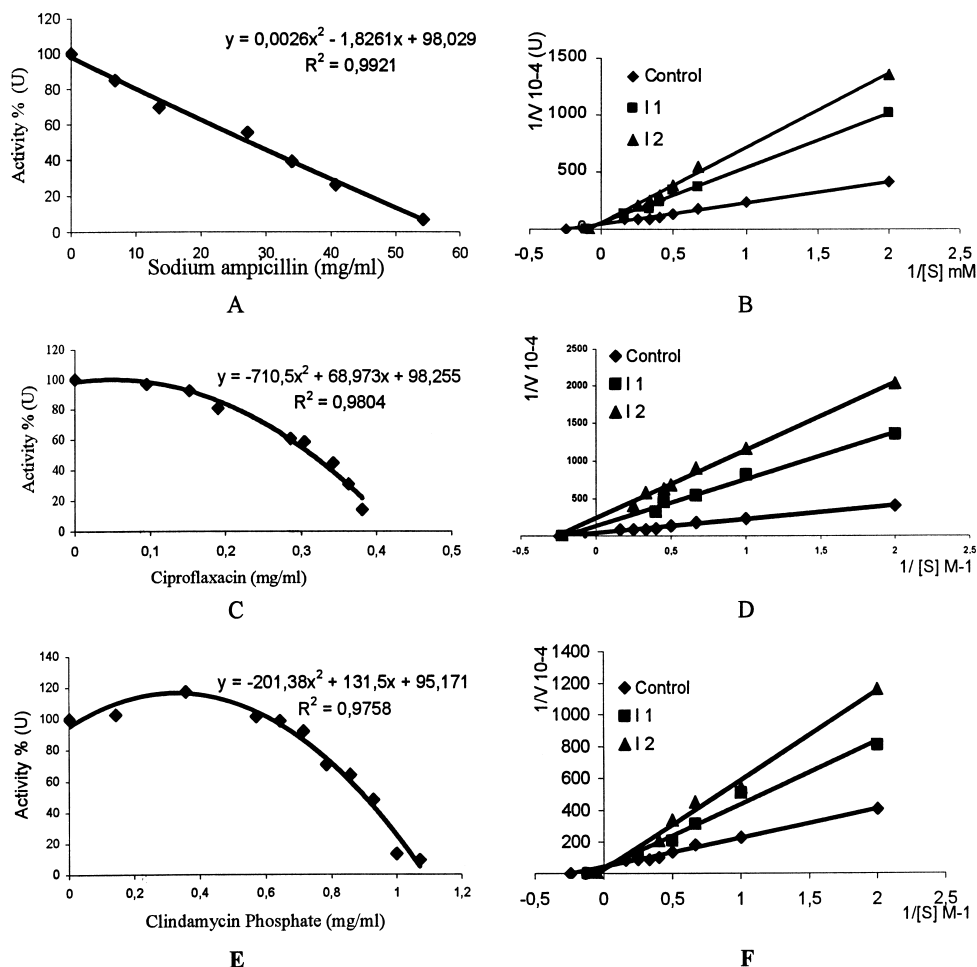 120
100
80
60
40
20
0
Activity % (U)
y = 0,0026x² - 1,8261x + 98,029
R² = 0,9921
0 10 20 30 40 50 60
Sodium ampicillin (mg/ml)
A
1/V 10-4 (U)
1500
1000
500
0
Control
I 1
I 2
-0,5 0 0,5 1 1,5 2 2,5
1/[S] mM
B
120
100
80
60
40
20
0
Activity % (U)
y = -710,5x² + 68,973x + 98,255
R² = 0,9804
0 0,1 0,2 0,3 0,4 0,5
Ciproflaxacin (mg/ml)
C
1/V 10-4
2500
2000
1500
1000
500
0
Control
I 1
I 2
-0,5 0 0,5 1 1,5 2 2,5
1/ [S] M-1
D
140
120
100
80
60
40
20
0
Activity % (U)
y = -201,38x² + 131,5x + 95,171
R² = 0,9758
0 0,2 0,4 0,6 0,8 1 1,2
Clindamycin Phosphate (mg/ml)
E
1/V 10-4
1400
1200
1000
800
600
400
200
Control
I 1
I 2
-0,5 0 0,5 1 1,5 2 2,5
1/[S] M-1
F